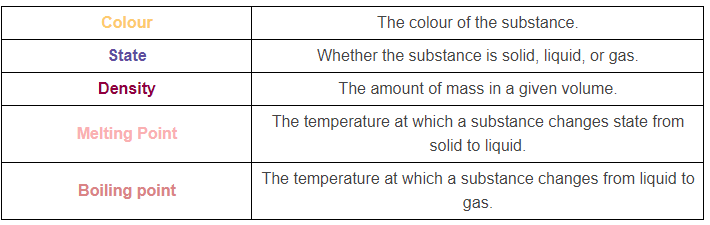 Colour The colour of the substance.
State Whether the substance is solid, liquid, or gas.
Density The amount of mass in a given volume.
Melting Point The temperature at which a substance changes state from
solid to liquid.
Boiling point The temperature at which a substance changes from liquid to
gas.